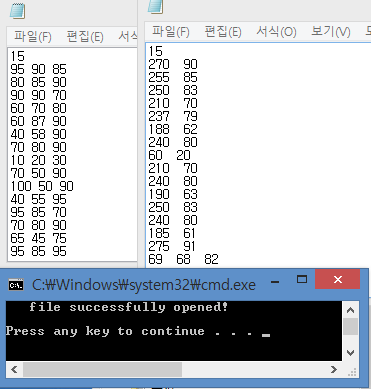 파일(F) 편집(E) 서식
15
95 90 85
80 85 90
90 90 70
60 70 80
60 87 90
40 58 90
70 80 90
10 20 30
70 50 90
100 50 90
40 55 95
95 85 70
70 80 90
65 45 75
95 85 95
파일(F) 편집(E) 서식(O) 보기(V)
15
270 90
255 85
250 83
210 70
237 79
188 62
240 80
60 20
210 70
240 80
190 63
250 83
240 80
185 61
275 91
69 68 82
C:\Windows\system32\cmd.exe
file successfully opened!
Press any key to continue . . .